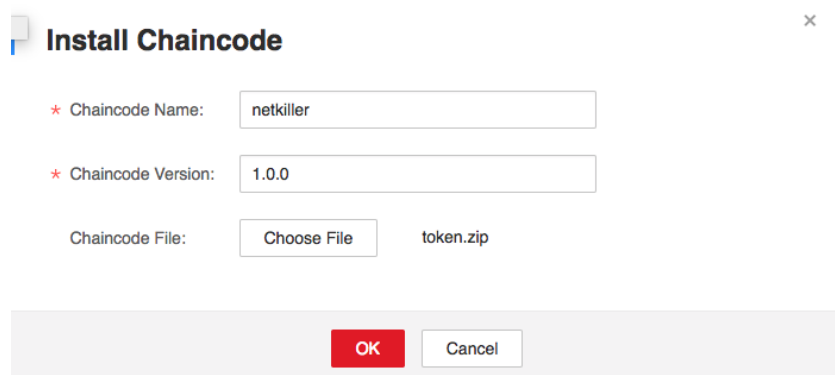 Install Chaincode
* Chaincode Name: netkiller
* Chaincode Version: 1.0.0
Chaincode File: Choose File token.zip
OK Cancel